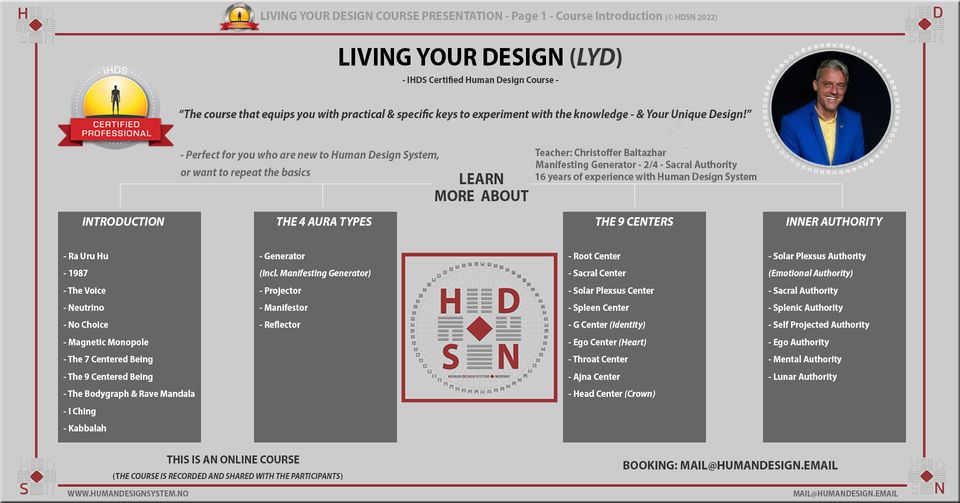 H D
LIVING YOUR DESIGN COURSE PRESENTATION - Page 1 - Course Introduction (© HDSN 2022)
LIVING YOUR DESIGN (LYD)
- IHDS Certified Human Design Course -
IHDS
CERTIFIED
PROFESSIONAL
“The course that equips you with practical & specific keys to experiment with the knowledge - & Your Unique Design!”
- Perfect for you who are new to Human Design System,
or want to repeat the basics
Teacher: Christoffer Baltazhar
Manifesting Generator - 2/4 - Sacral Authority
16 years of experience with Human Design System
LEARN
MORE ABOUT
INTRODUCTION
- Ra Uru Hu
- 1987
- The Voice
- Neutrino
- No Choice
- Magnetic Monopole
- The 7 Centered Being
- The 9 Centered Being
- The Bodygraph & Rave Mandala
- I Ching
- Kabbalah
THE 4 AURA TYPES
- Generator
(Incl. Manifesting Generator)
- Projector
- Manifestor
- Reflector
H D
S N
HUMAN DESIGN SYSTEM NORWAY
THE 9 CENTERS
- Root Center
- Sacral Center
- Solar Plexsus Center
- Spleen Center
- G Center (Identity)
- Ego Center (Heart)
- Throat Center
- Ajna Center
- Head Center (Crown)
INNER AUTHORITY
- Solar Plexsus Authority
(Emotional Authority)
- Sacral Authority
- Splenic Authority
- Self Projected Authority
- Ego Authority
- Mental Authority
- Lunar Authority
THIS IS AN ONLINE COURSE
(THE COURSE IS RECORDED AND SHARED WITH THE PARTICIPANTS)
BOOKING: MAIL@HUMANDESIGN.EMAIL
S N
WWW.HUMANDESIGNSYSTEM.NO
MAIL@HUMANDESIGN.EMAIL